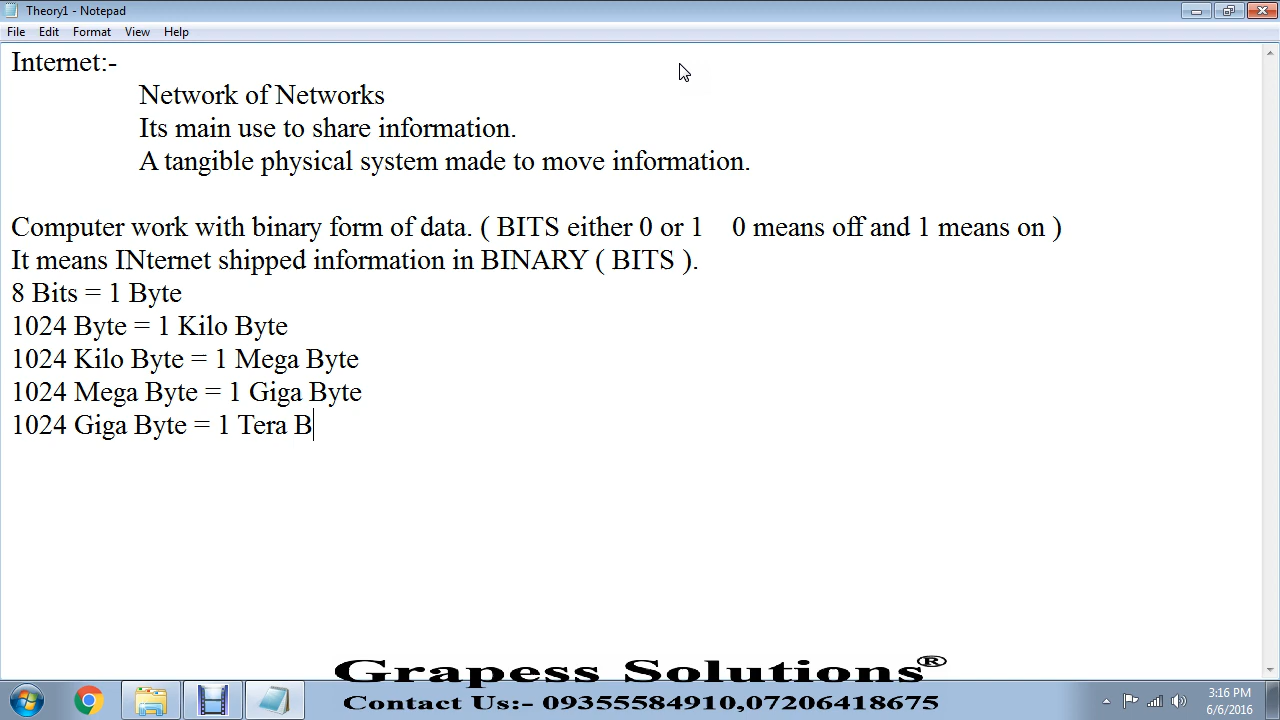 Theory1 - Notepad
File Edit Format View Help
Internet:-
Network of Networks
Its main use to share information.
A tangible physical system made to move information.
Computer work with binary form of data. ( BITS either 0 or 1 0 means off and 1 means on )
It means INternet shipped information in BINARY ( BITS ).
8 Bits = 1 Byte
1024 Byte = 1 Kilo Byte
1024 Kilo Byte = 1 Mega Byte
1024 Mega Byte = 1 Giga Byte
1024 Giga Byte = 1 Tera B
Grapess Solutions®
Contact Us:- 09355584910,07206418675
3:16 PM
6/6/2016